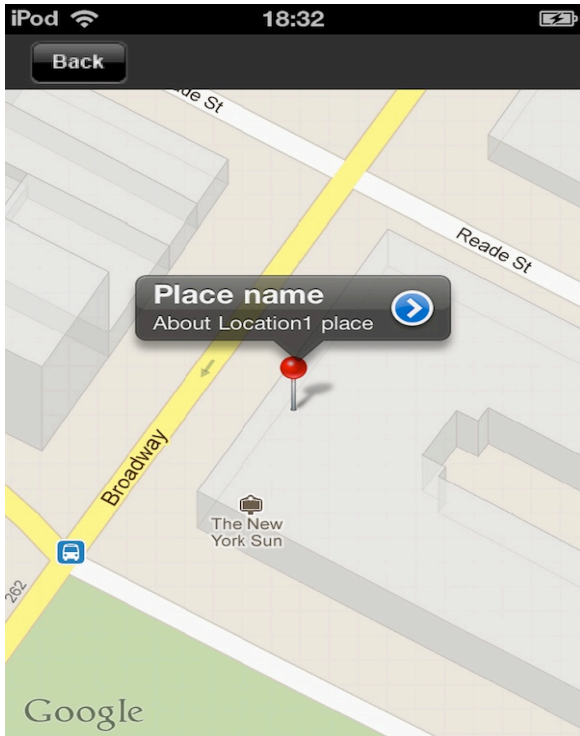 iPod 18:32
Back
de St
Reade St
Place name
About Location1 place
Broadway
The New
York Sun
262
Google